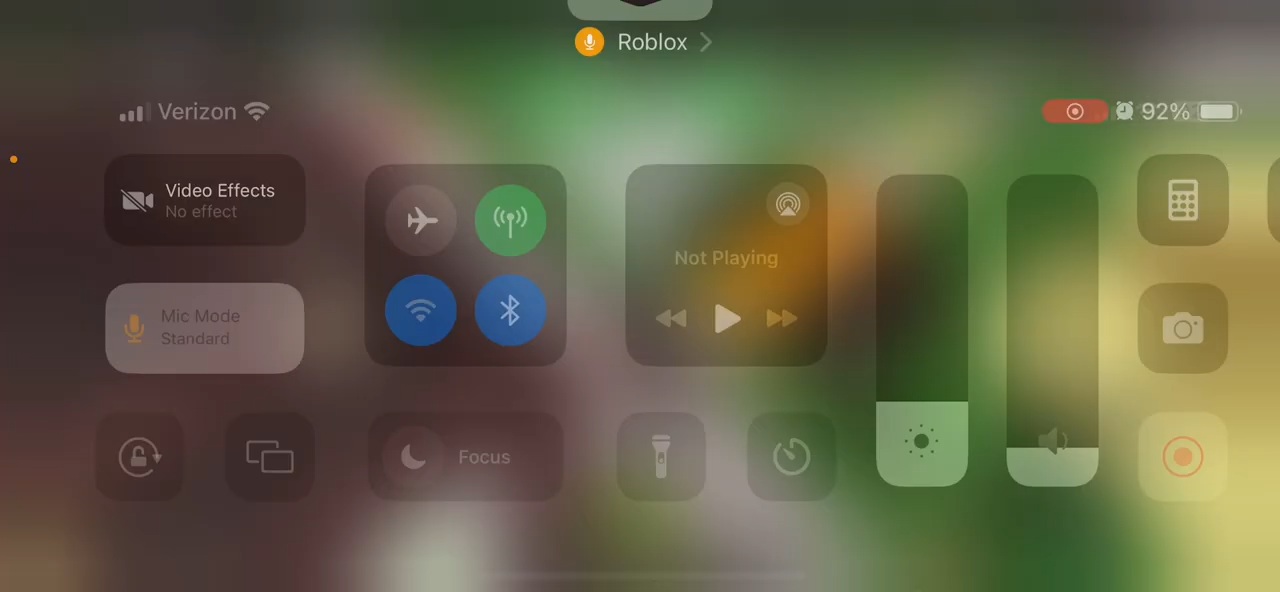 Roblox
Verizon
92%
Video Effects
No effect
Mic Mode
Standard
Not Playing
Focus